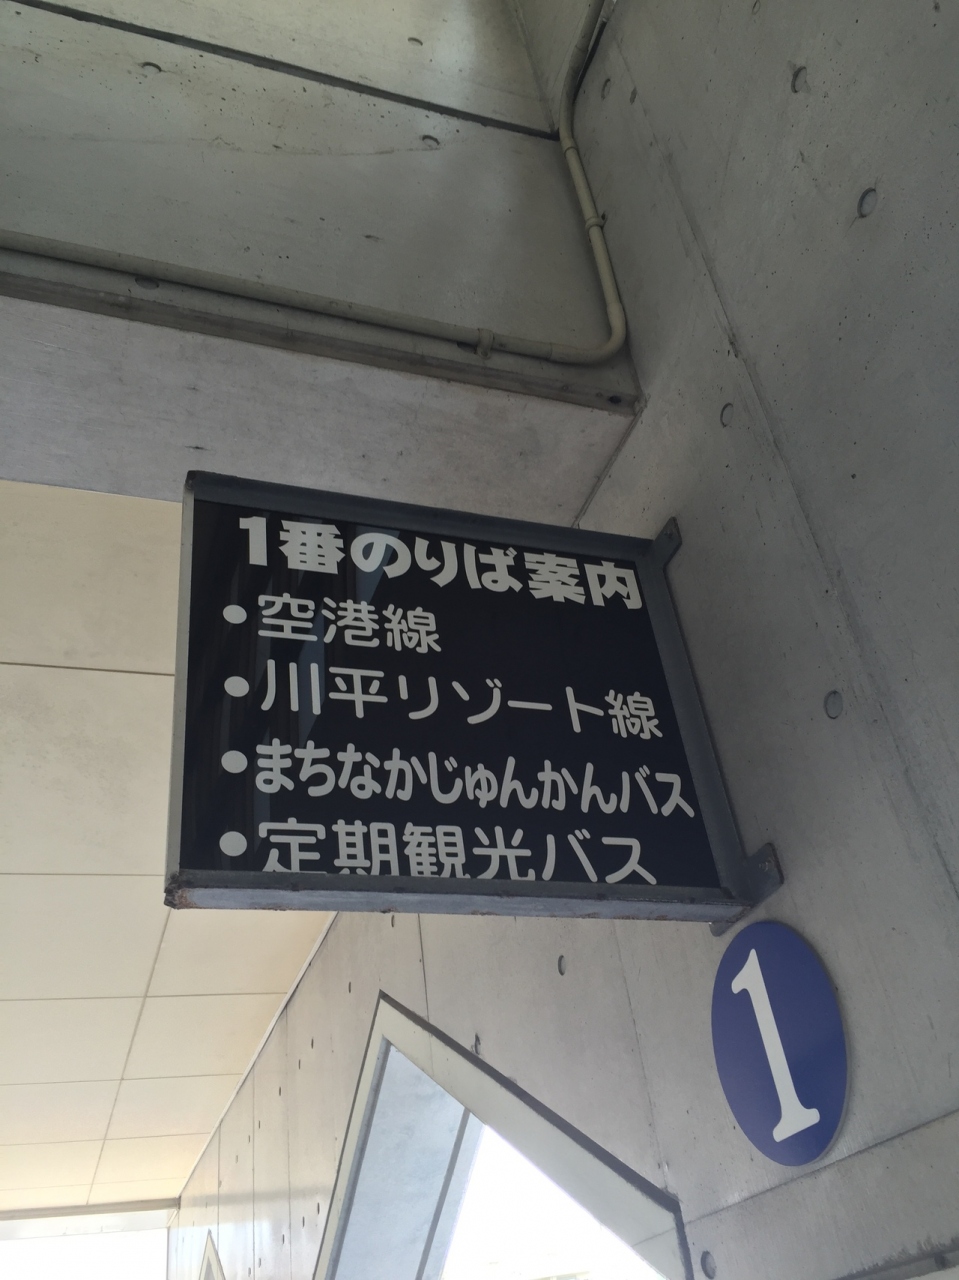 1番のりば案内
•空港線
•川平リゾート線
•まちなかじゅんかんバス
•定期観光バス
1